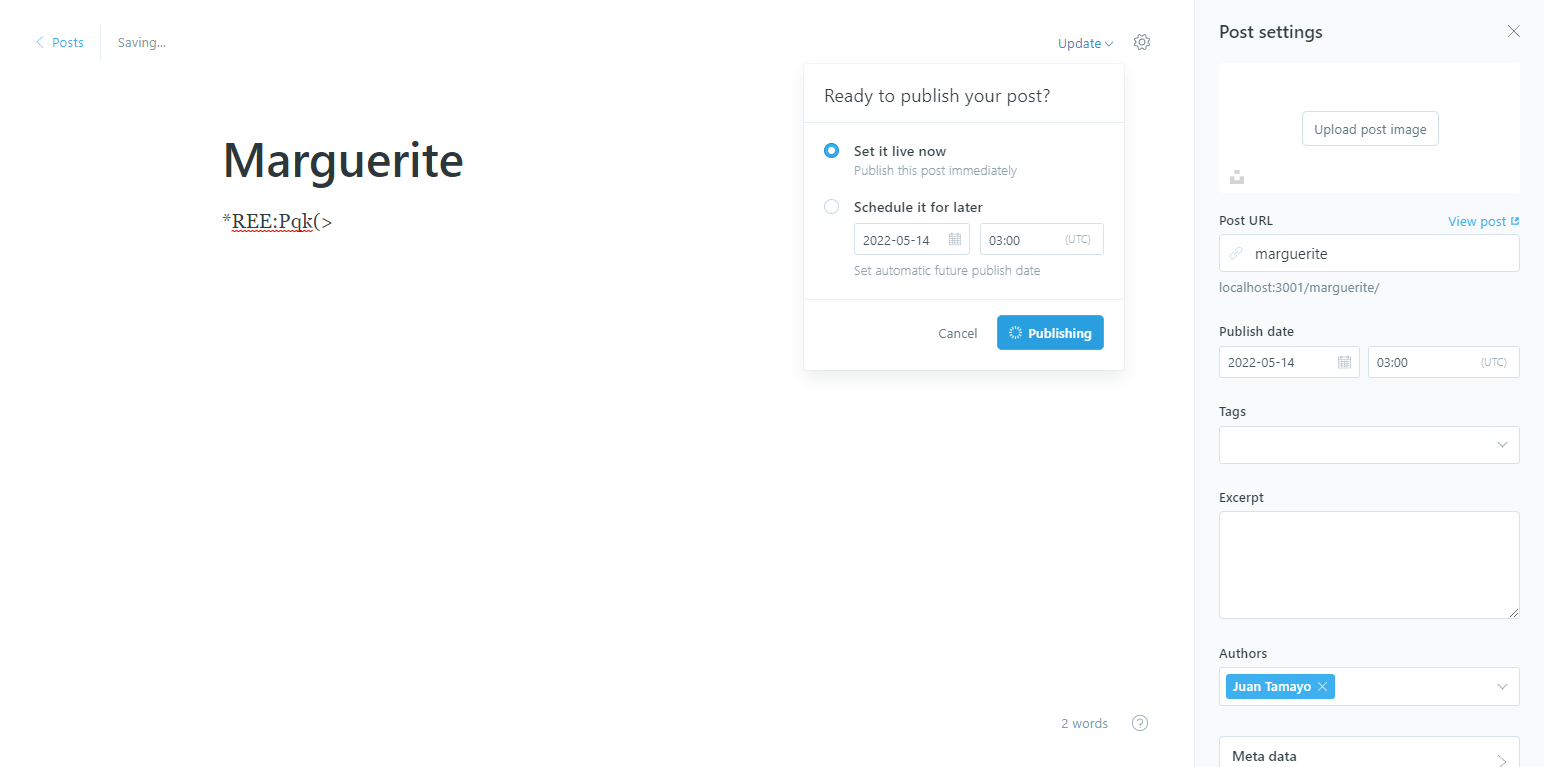 Posts
Saving...
Update
Marguerite
*REE:Pqk(>
Ready to publish your post?
Set it live now
Publish this post immediately
Schedule it for later
2022-05-14
03:00 (UTC)
Set automatic future publish date
Cancel
Publishing
2 words
Post settings
Upload post image
Post URL
View post
marguerite
localhost:3001/marguerite/
Publish date
2022-05-14
03:00 (UTC)
Tags
Excerpt
Authors
Juan Tamayo
Meta data